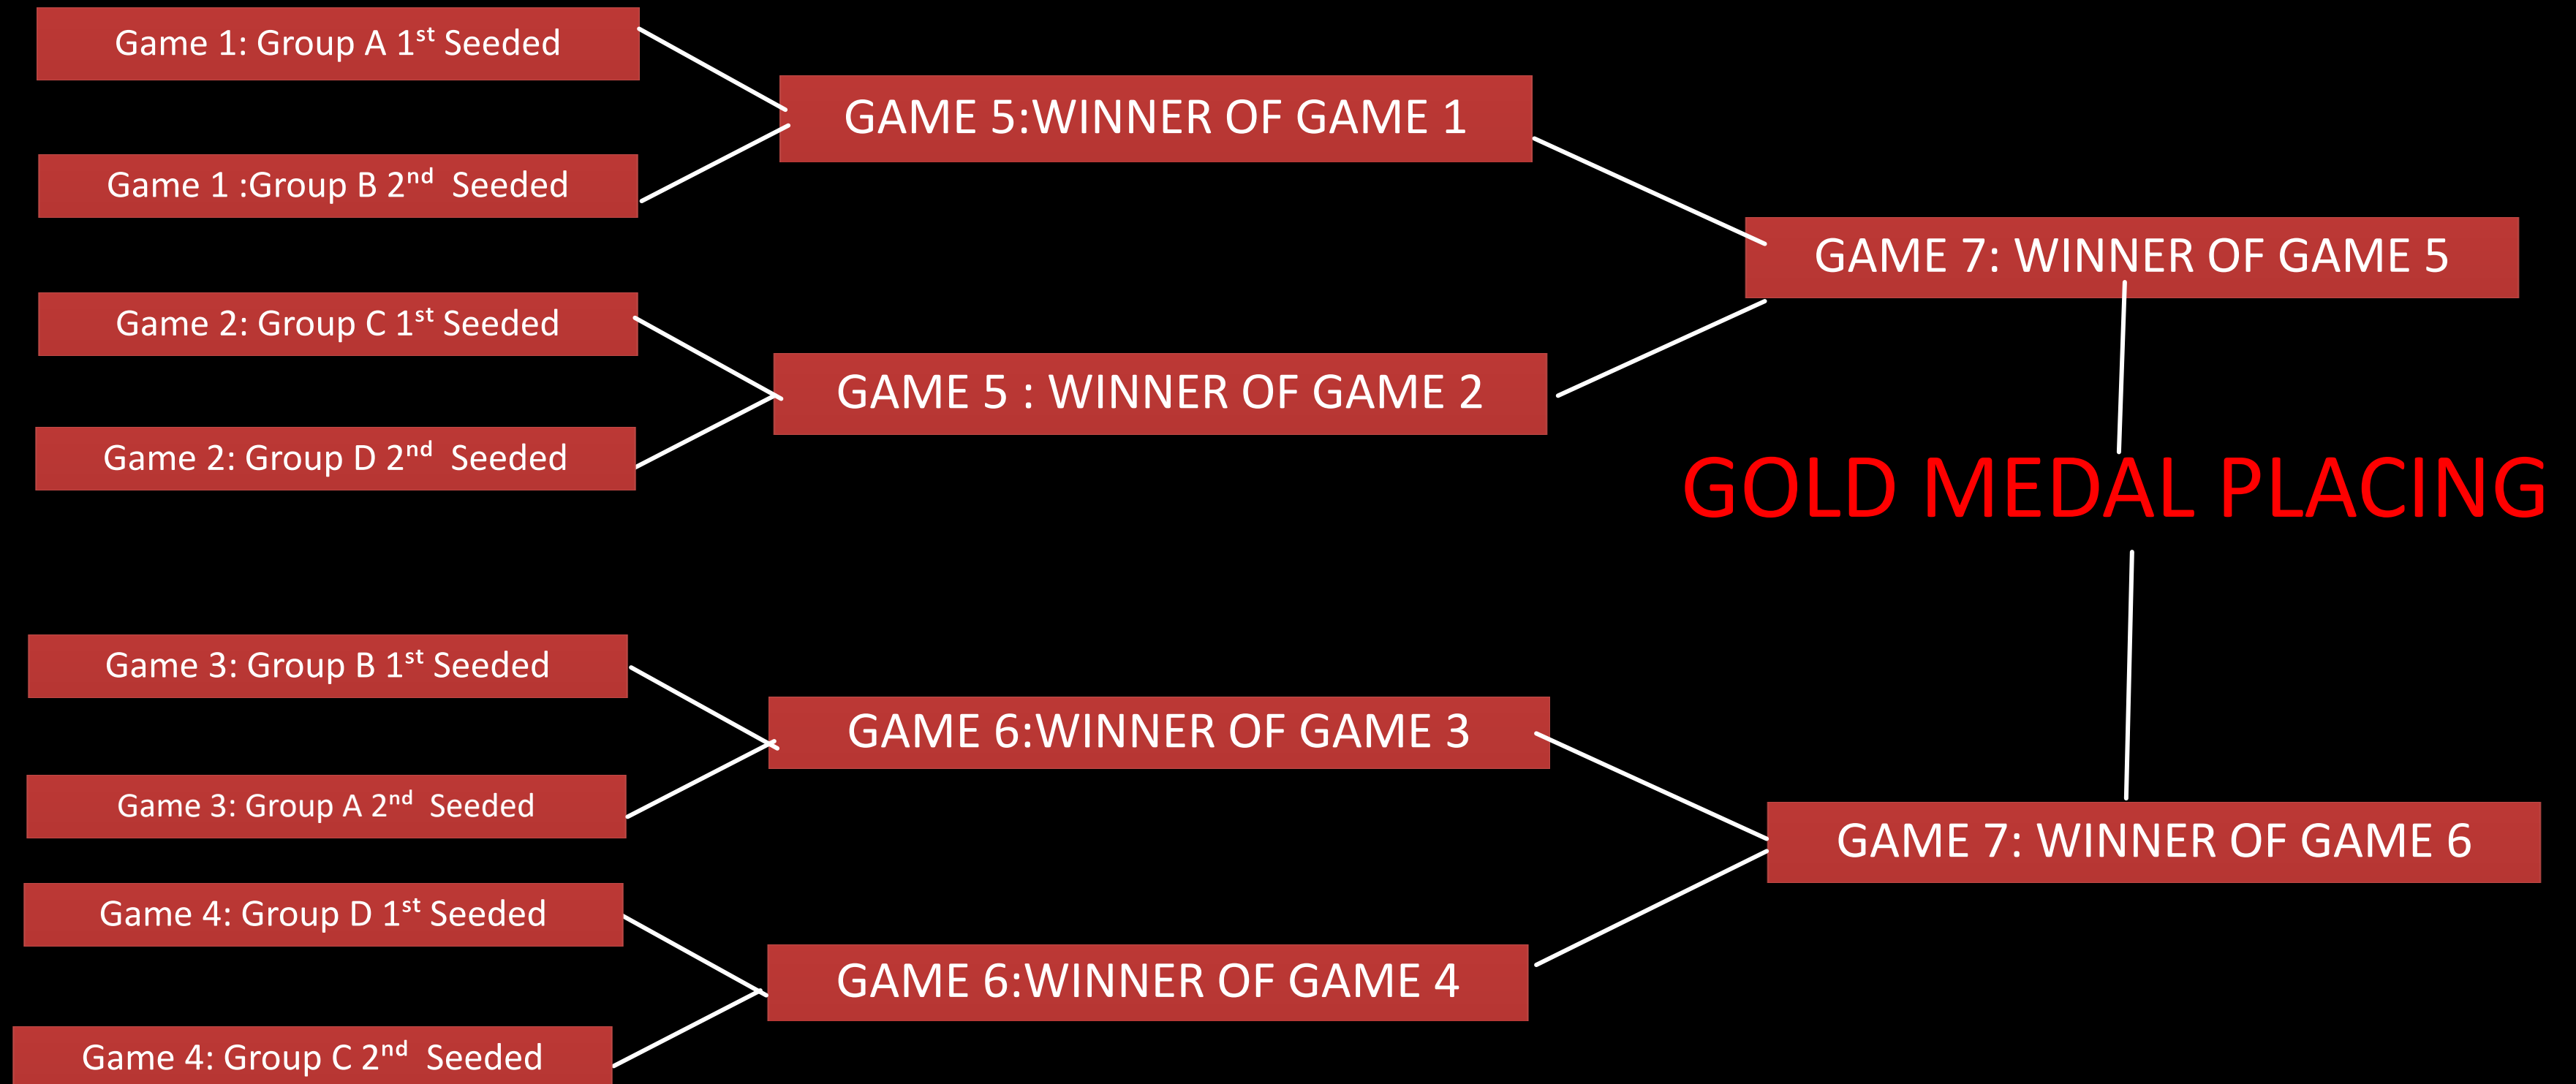 Game 1: Group A 1st Seeded
Game 1 :Group B 2nd Seeded
Game 2: Group C 1st Seeded
Game 2: Group D 2nd Seeded
GAME 5:WINNER OF GAME 1
GAME 5 : WINNER OF GAME 2
GAME 7: WINNER OF GAME 5
GOLD MEDAL PLACING
Game 3: Group B 1st Seeded
Game 3: Group A 2nd Seeded
Game 4: Group D 1st Seeded
Game 4: Group C 2nd Seeded
GAME 6:WINNER OF GAME 3
GAME 6:WINNER OF GAME 4
GAME 7: WINNER OF GAME 6